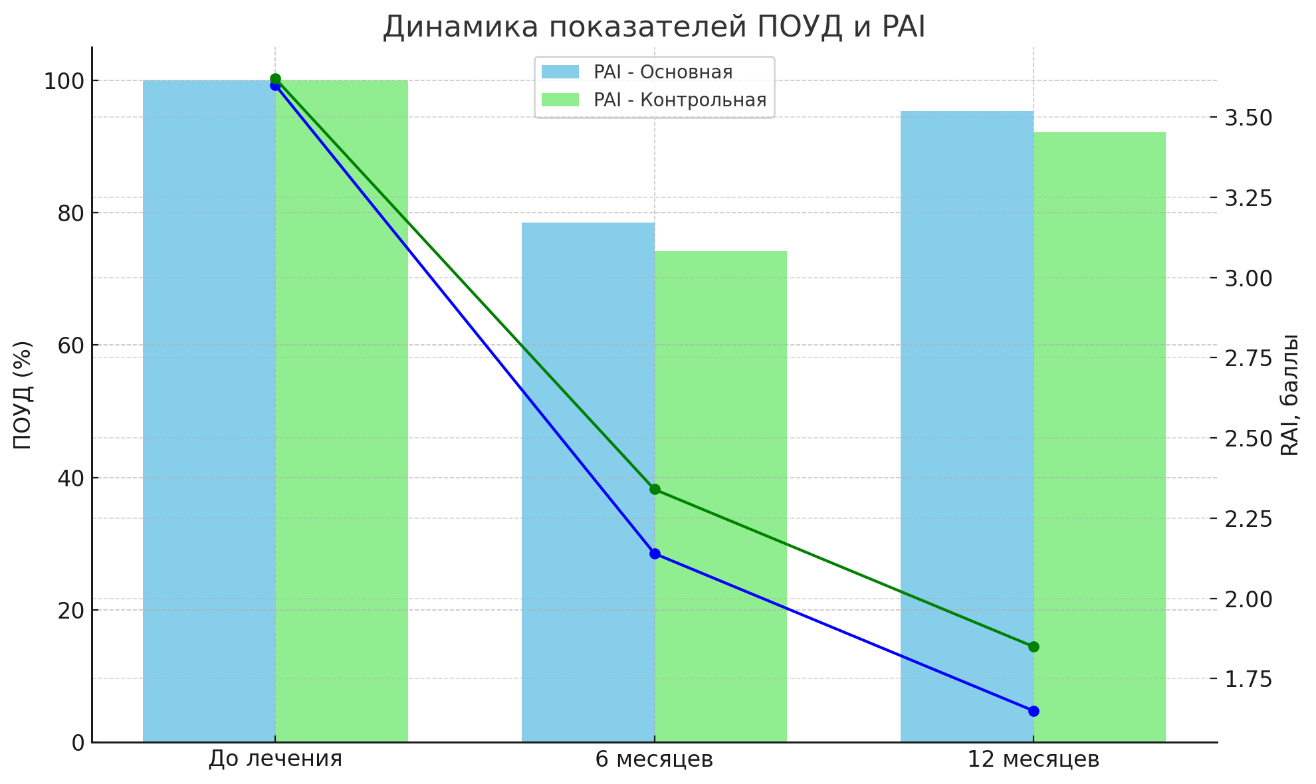 Динамика показателей ПОУД и PAI
PAI - Основная
PAI - Контрольная
ПОУД (%)
100
80
60
40
20
0
3.50
3.25
3.00
2.75
2.50
2.25
2.00
1.75
RAI, баллы
До лечения
6 месяцев
12 месяцев